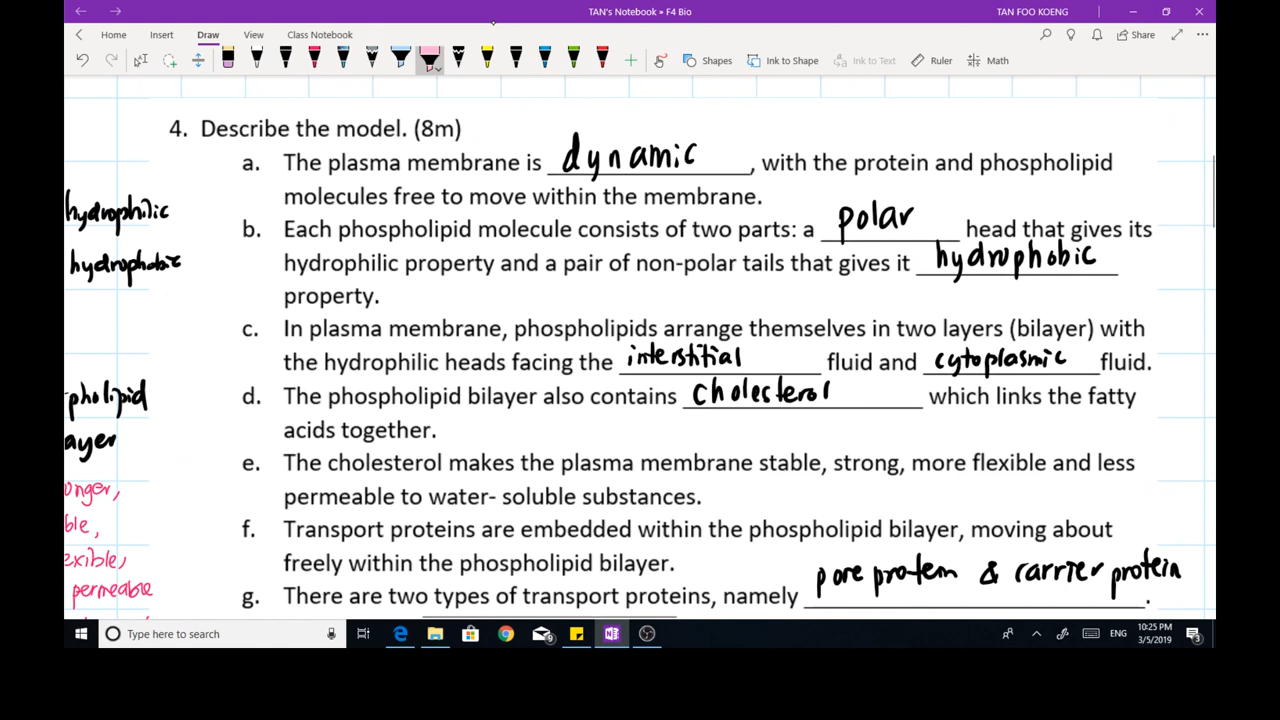 TAN's Notebook » F4 Bio
TAN FOO KOENG
Home Insert Draw View Class Notebook
Share
Shapes Ink to Shape Ink to Text Ruler Math
4. Describe the model. (8m)
a. The plasma membrane is dynamic, with the protein and phospholipid
molecules free to move within the membrane.
hydrophilic
b. Each phospholipid molecule consists of two parts: a polar head that gives its
hydrophobic
hydrophilic property and a pair of non-polar tails that gives it hydrophobic
property.
c. In plasma membrane, phospholipids arrange themselves in two layers (bilayer) with
the hydrophilic heads facing the interstitial fluid and cytoplasmic fluid.
pholipid
d. The phospholipid bilayer also contains cholecterol which links the fatty
ayer
acids together.
e. The cholesterol makes the plasma membrane stable, strong, more flexible and less
onger,
permeable to water- soluble substances.
ble,
f. Transport proteins are embedded within the phospholipid bilayer, moving about
exible,
freely within the phospholipid bilayer.
permeable
g. There are two types of transport proteins, namely pore protein & carrier protein.
Type here to search
9
ENG
10:25 PM
3/5/2019
3